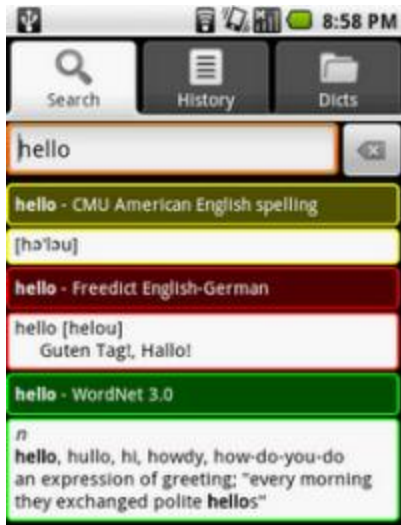 8:58 PM
Search History Dicts
hello
hello - CMU American English spelling
[hə'ləu]
hello - Freedict English-German
hello [helou]
Guten Tag!, Hallo!
hello - WordNet 3.0
n
hello, hullo, hi, howdy, how-do-you-do
an expression of greeting; "every morning
they exchanged polite hellos"